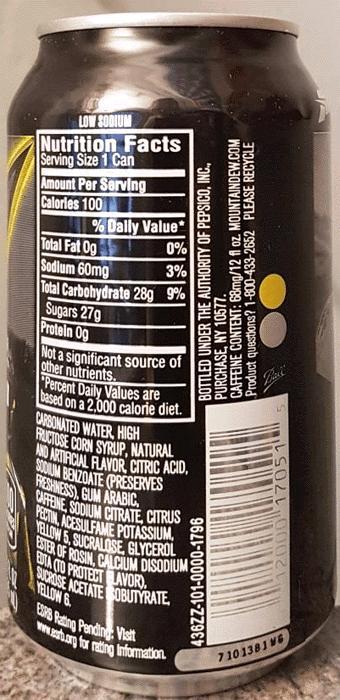 LOW SODIUM
Nutrition Facts
Serving Size 1 Can
Amount Per Serving
Calories 100
% Daily Value*
Total Fat 0g 0%
Sodium 60mg 3%
Total Carbohydrate 28g 9%
Sugars 27g
Protein 0g
Not a significant source of
other nutrients.
*Percent Daily Values are
based on a 2,000 calorie diet.
CARBONATED WATER, HIGH
FRUCTOSE CORN SYRUP, NATURAL
AND ARTIFICIAL FLAVOR, CITRIC ACID,
SODIUM BENZOATE (PRESERVES
FRESHNESS), GUM ARABIC,
CAFFEINE, SODIUM CITRATE, CITRUS
PECTIN, ACESULFAME POTASSIUM,
YELLOW 5, SUCRALOSE, GLYCEROL
ESTER OF ROSIN, CALCIUM DISODIUM
EDTA (TO PROTECT FLAVOR),
SUCROSE ACETATE ISOBUTYRATE,
YELLOW 6.
ESRB Rating Pending. Visit
www.esrb.org for rating information.
BOTTLED UNDER THE AUTHORITY OF PEPSICO, INC.,
PURCHASE, NY 10577.
CAFFEINE CONTENT: 68mg/12 fl oz MOUNTAINDEW.COM
Product questions? 1-800-433-2652 PLEASE RECYCLE
Ball
436ZZ-101-0000-1796
12000 17051 5
7101381WG